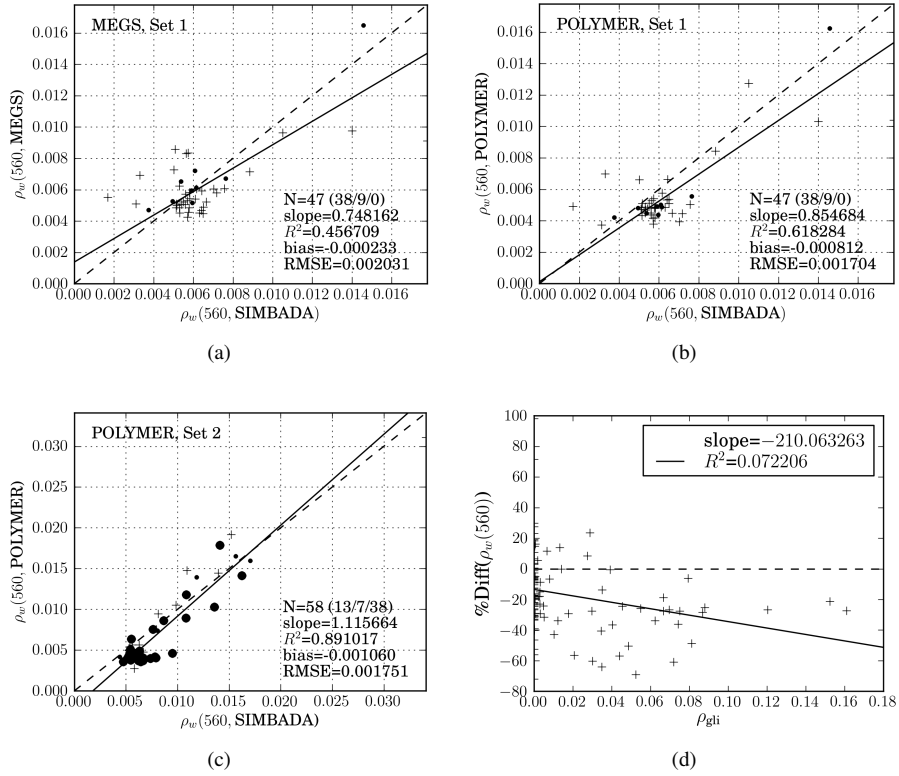 MEGS, Set 1
ρw(560, MEGS)
0.016
0.014
0.012
0.010
0.008
0.006
0.004
0.002
0.000
N=47 (38/9/0)
slope=0.748162
R²=0.456709
bias=-0.000233
RMSE=0.002031
0.000 0.002 0.004 0.006 0.008 0.010 0.012 0.014 0.016
ρw(560, SIMBADA)
(a)
POLYMER, Set 1
ρw(560, POLYMER)
0.016
0.014
0.012
0.010
0.008
0.006
0.004
0.002
0.000
N=47 (38/9/0)
slope=0.854684
R²=0.618284
bias=-0.000812
RMSE=0.001704
0.000 0.002 0.004 0.006 0.008 0.010 0.012 0.014 0.016
ρw(560, SIMBADA)
(b)
POLYMER, Set 2
ρw(560, POLYMER)
0.030
0.025
0.020
0.015
0.010
0.005
0.000
N=58 (13/7/38)
slope=1.115664
R²=0.891017
bias=-0.001060
RMSE=0.001751
0.000 0.005 0.010 0.015 0.020 0.025 0.030
ρw(560, SIMBADA)
(c)
%Diff(ρw(560))
100
80
60
40
20
0
−20
−40
−60
−80
slope=−210.063263
R²=0.072206
0.00 0.02 0.04 0.06 0.08 0.10 0.12 0.14 0.16 0.18
ρgli
(d)